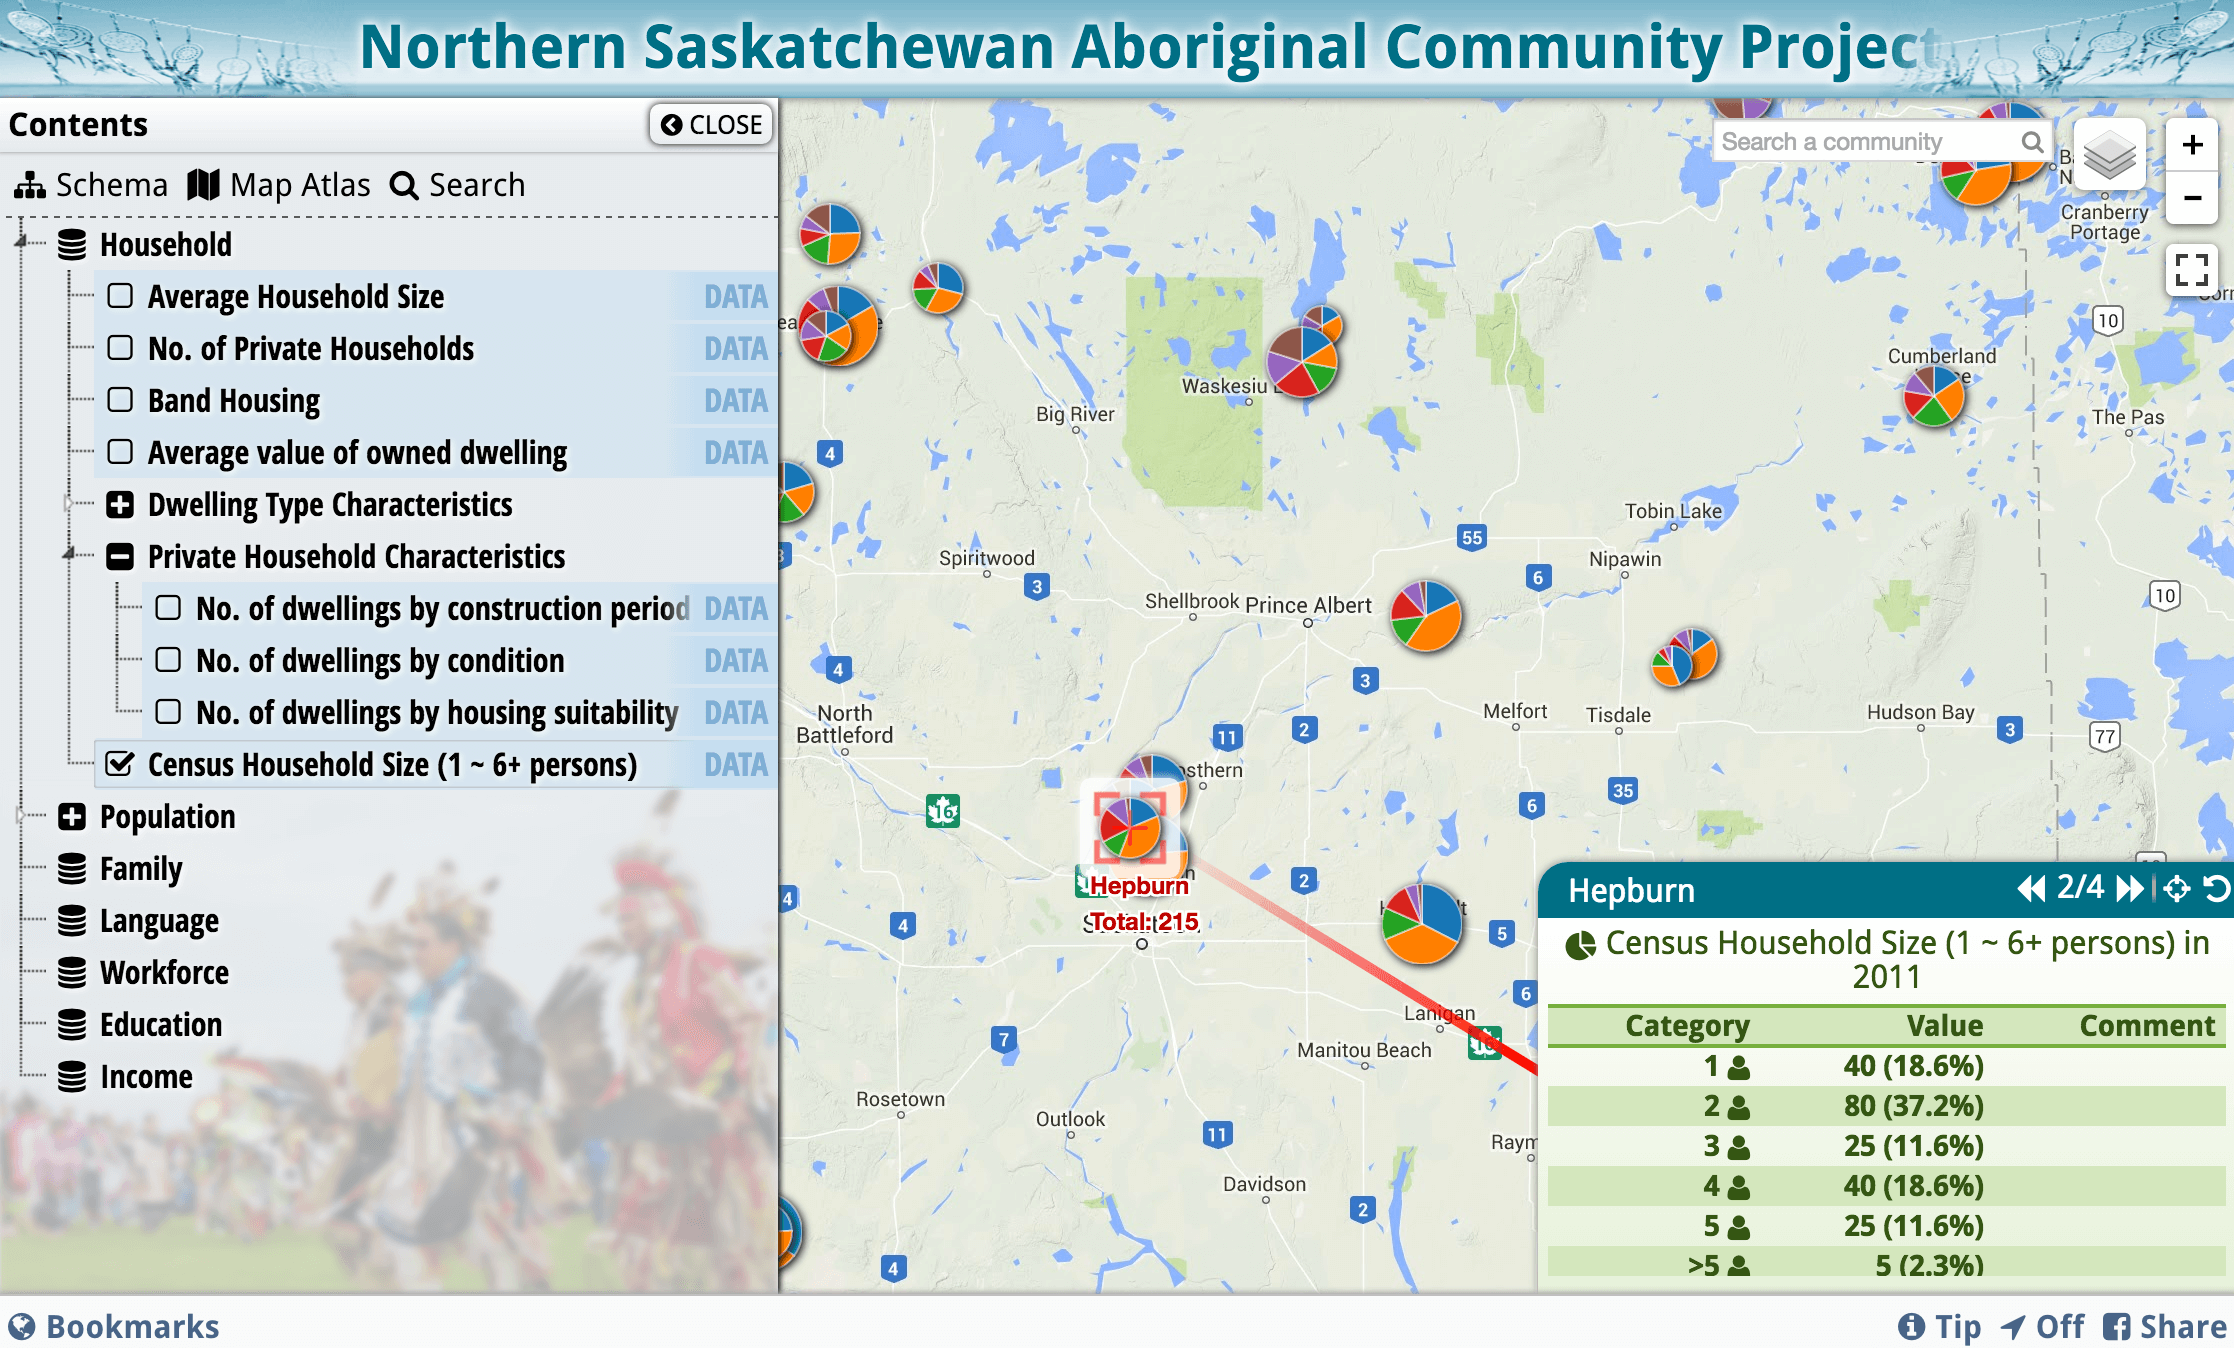 Northern Saskatchewan Aboriginal Community Project
Contents
CLOSE
Schema Map Atlas Search
Household
Average Household Size DATA
No. of Private Households DATA
Band Housing DATA
Average value of owned dwelling DATA
Dwelling Type Characteristics
Private Household Characteristics
No. of dwellings by construction period DATA
No. of dwellings by condition DATA
No. of dwellings by housing suitability DATA
Census Household Size (1 ~ 6+ persons) DATA
Population
Family
Language
Workforce
Education
Income
Search a community
+
−
Cranberry
Portage
10
Cumberland
Waskesiu
Big River
The Pas
4
Tobin Lake
55
Spiritwood
Nipawin
3
6
10
Shellbrook
Prince Albert
4
3
North
Battleford
Melfort
Tisdale
Hudson Bay
11
2
3
77
16
35
6
Hepburn
Total: 215
2
4
4
5
6
Lanigan
16
7
Manitou Beach
Rosetown
Outlook
11
Davidson
2
4
Hepburn
2/4
Census Household Size (1 ~ 6+ persons) in
2011
Category Value Comment
1 40 (18.6%)
2 80 (37.2%)
3 25 (11.6%)
4 40 (18.6%)
5 25 (11.6%)
>5 5 (2.3%)
Bookmarks
Tip Off Share